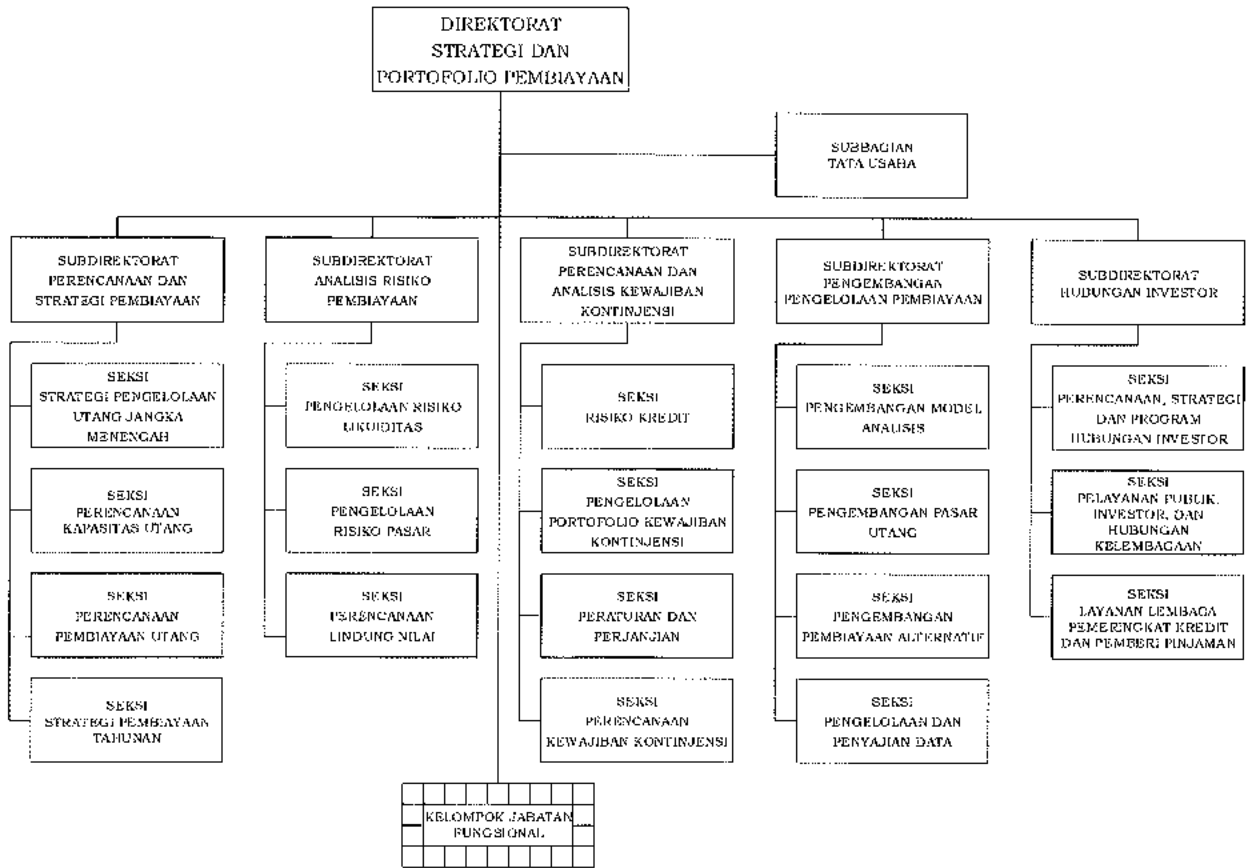 DIREKTORAT
STRATEGI DAN
PORTOFOLIO PEMBIAYAAN
SUBBAGIAN
TATA USAHA
SUBDIREKTORAT
PERENCANAAN DAN
STRATEGI PEMBIAYAAN
SUBDIREKTORAT
ANALISIS RISIKO
PEMBIAYAAN
SUBDIREKTORAT
PERENCANAAN DAN
ANALISIS KEWAJIBAN
KONTINJENSI
SUBDIREKTORAT
PENGEMBANGAN
PENGELOLAAN PEMBIAYAAN
SUBDIREKTORAT
HUBUNGAN INVESTOR
SEKSI
STRATEGI PENGELOLAAN
UTANG JANGKA
MENENGAH
SEKSI
PENGELOLAAN RISIKO
LIKUIDITAS
SEKSI
RISIKO KREDIT
SEKSI
PENGEMBANGAN MODEL
ANALISIS
SEKSI
PERENCANAAN, STRATEGI
DAN PROGRAM
HUBUNGAN INVESTOR
SEKSI
PERENCANAAN
KAPASITAS UTANG
SEKSI
PENGELOLAAN
RISIKO PASAR
SEKSI
PENGELOLAAN
PORTOFOLIO KEWAJIBAN
KONTINJENSI
SEKSI
PENGEMBANGAN PASAR
UTANG
SEKSI
PELAYANAN PUBLIK,
INVESTOR, DAN
HUBUNGAN
KELEMBAGAAN
SEKSI
PERENCANAAN
PEMBIAYAAN UTANG
SEKSI
PERENCANAAN
LINDUNG NILAI
SEKSI
PERATURAN DAN
PERJANJIAN
SEKSI
PENGEMBANGAN
PEMBIAYAAN ALTERNATIF
SEKSI
LAYANAN LEMBAGA
PEMERINGKAT KREDIT
DAN PEMBERI PINJAMAN
SEKSI
STRATEGI PEMBIAYAAN
TAHUNAN
SEKSI
PERENCANAAN
KEWAJIBAN KONTINJENSI
SEKSI
PENGELOLAAN DAN
PENYAJIAN DATA
KELOMPOK JABATAN
FUNGSIONAL